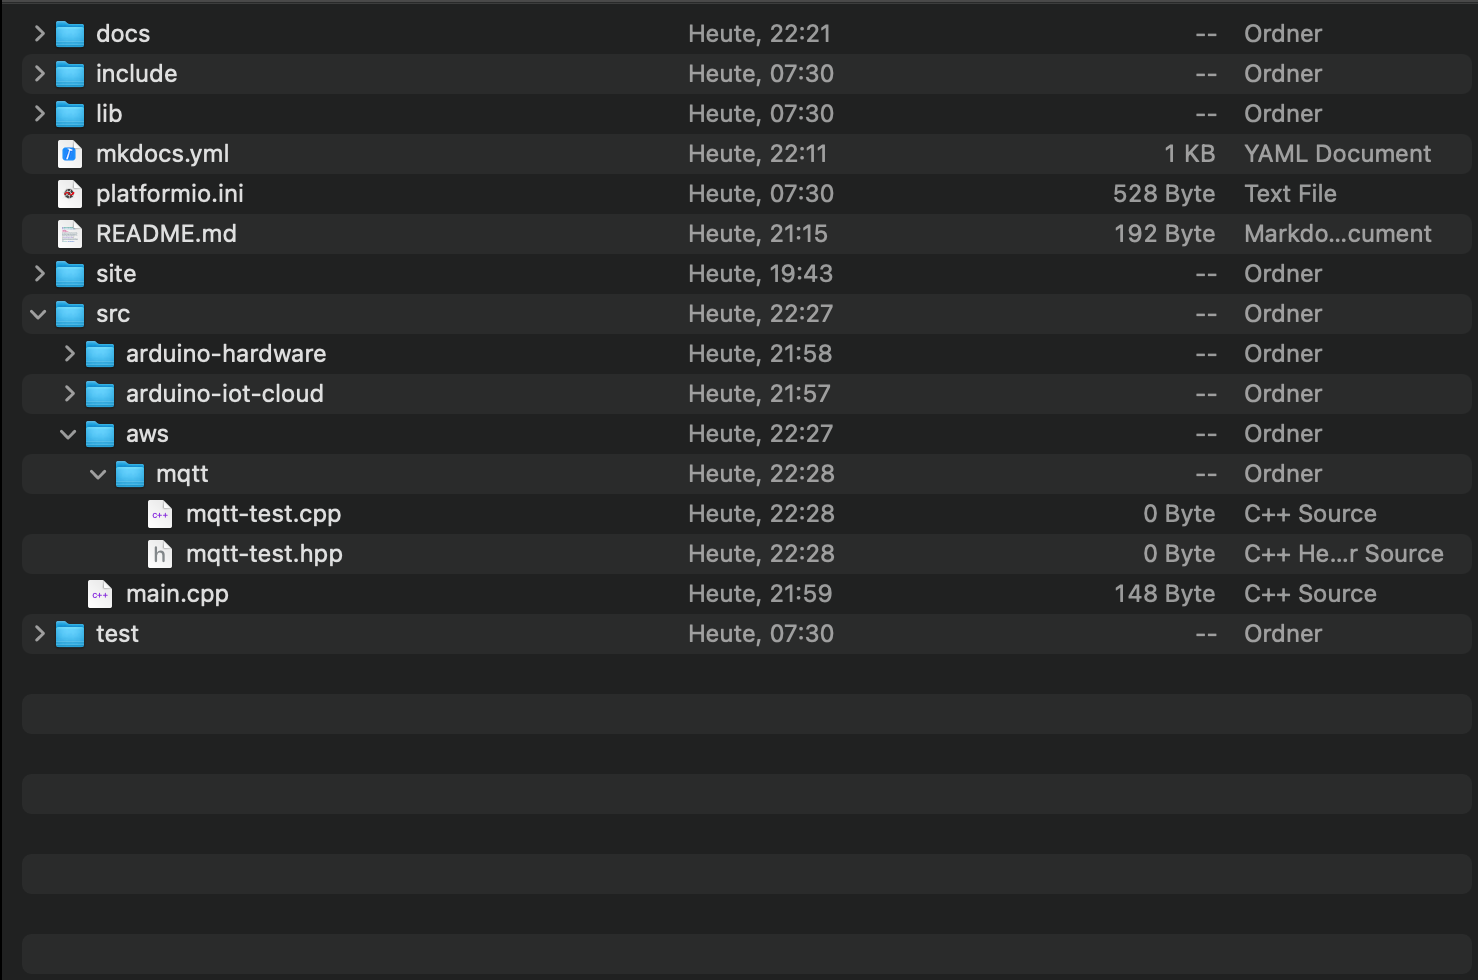 docs Heute, 22:21 -- Ordner
include Heute, 07:30 -- Ordner
lib Heute, 07:30 -- Ordner
mkdocs.yml Heute, 22:11 1 KB YAML Document
platformio.ini Heute, 07:30 528 Byte Text File
README.md Heute, 21:15 192 Byte Markdo...cument
site Heute, 19:43 -- Ordner
src Heute, 22:27 -- Ordner
arduino-hardware Heute, 21:58 -- Ordner
arduino-iot-cloud Heute, 21:57 -- Ordner
aws Heute, 22:27 -- Ordner
mqtt Heute, 22:28 -- Ordner
c++ mqtt-test.cpp Heute, 22:28 0 Byte C++ Source
h mqtt-test.hpp Heute, 22:28 0 Byte C++ He...r Source
c++ main.cpp Heute, 21:59 148 Byte C++ Source
test Heute, 07:30 -- Ordner